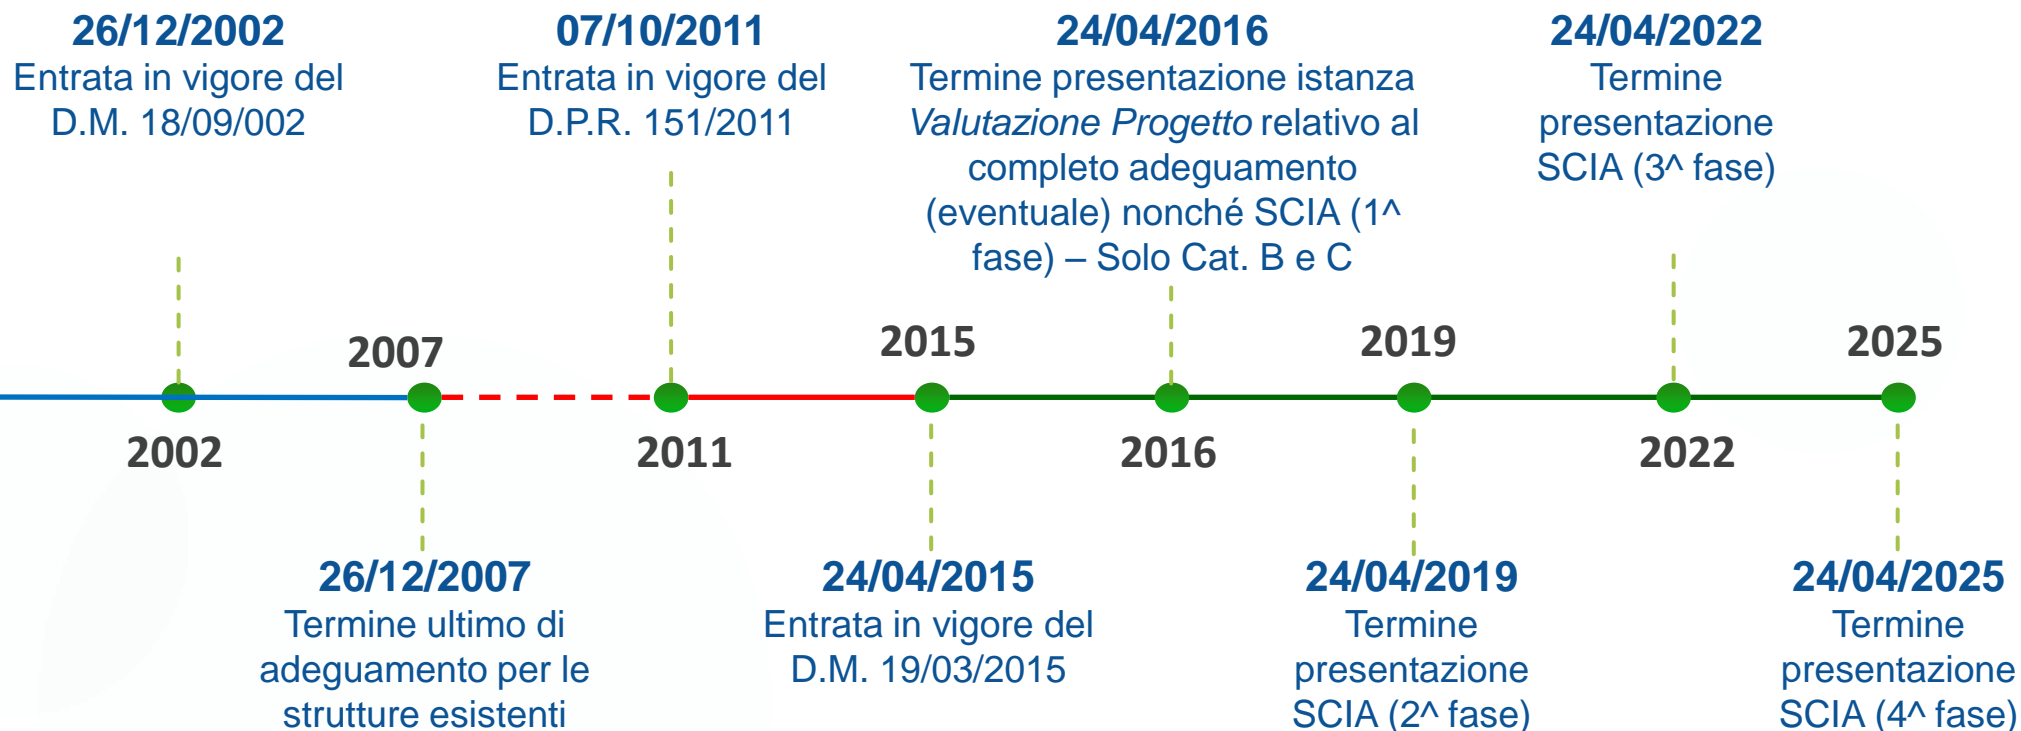 26/12/2002
Entrata in vigore del
D.M. 18/09/002
07/10/2011
Entrata in vigore del
D.P.R. 151/2011
24/04/2016
Termine presentazione istanza
Valutazione Progetto relativo al
completo adeguamento
(eventuale) nonché SCIA (1^
fase) – Solo Cat. B e C
24/04/2022
Termine
presentazione
SCIA (3^ fase)
2007
2015
2019
2025
2002
2011
2016
2022
26/12/2007
Termine ultimo di
adeguamento per le
strutture esistenti
24/04/2015
Entrata in vigore del
D.M. 19/03/2015
24/04/2019
Termine
presentazione
SCIA (2^ fase)
24/04/2025
Termine
presentazione
SCIA (4^ fase)